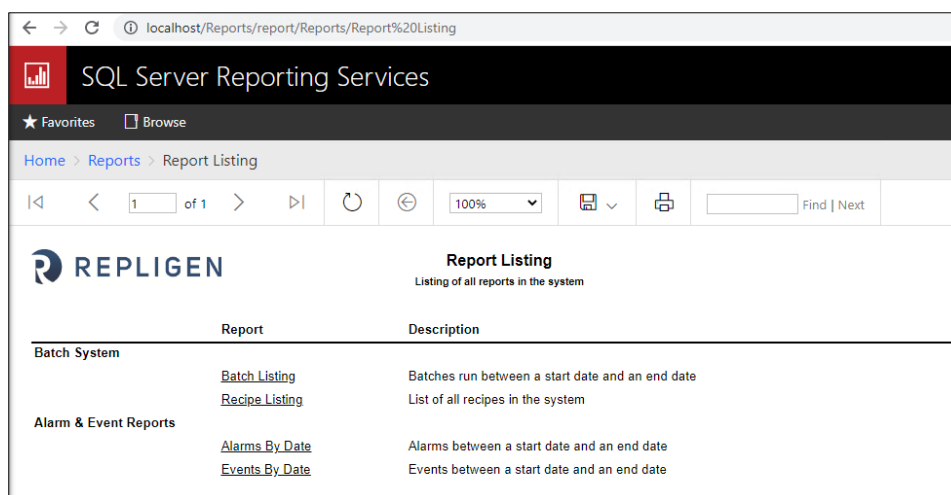 localhost/Reports/report/Reports/Report%20Listing
SQL Server Reporting Services
Favorites Browse
Home > Reports > Report Listing
1 of 1 100% Find | Next
REPLIGEN
Report Listing
Listing of all reports in the system
Report Description
Batch System
Batch Listing Batches run between a start date and an end date
Recipe Listing List of all recipes in the system
Alarm & Event Reports
Alarms By Date Alarms between a start date and an end date
Events By Date Events between a start date and an end date